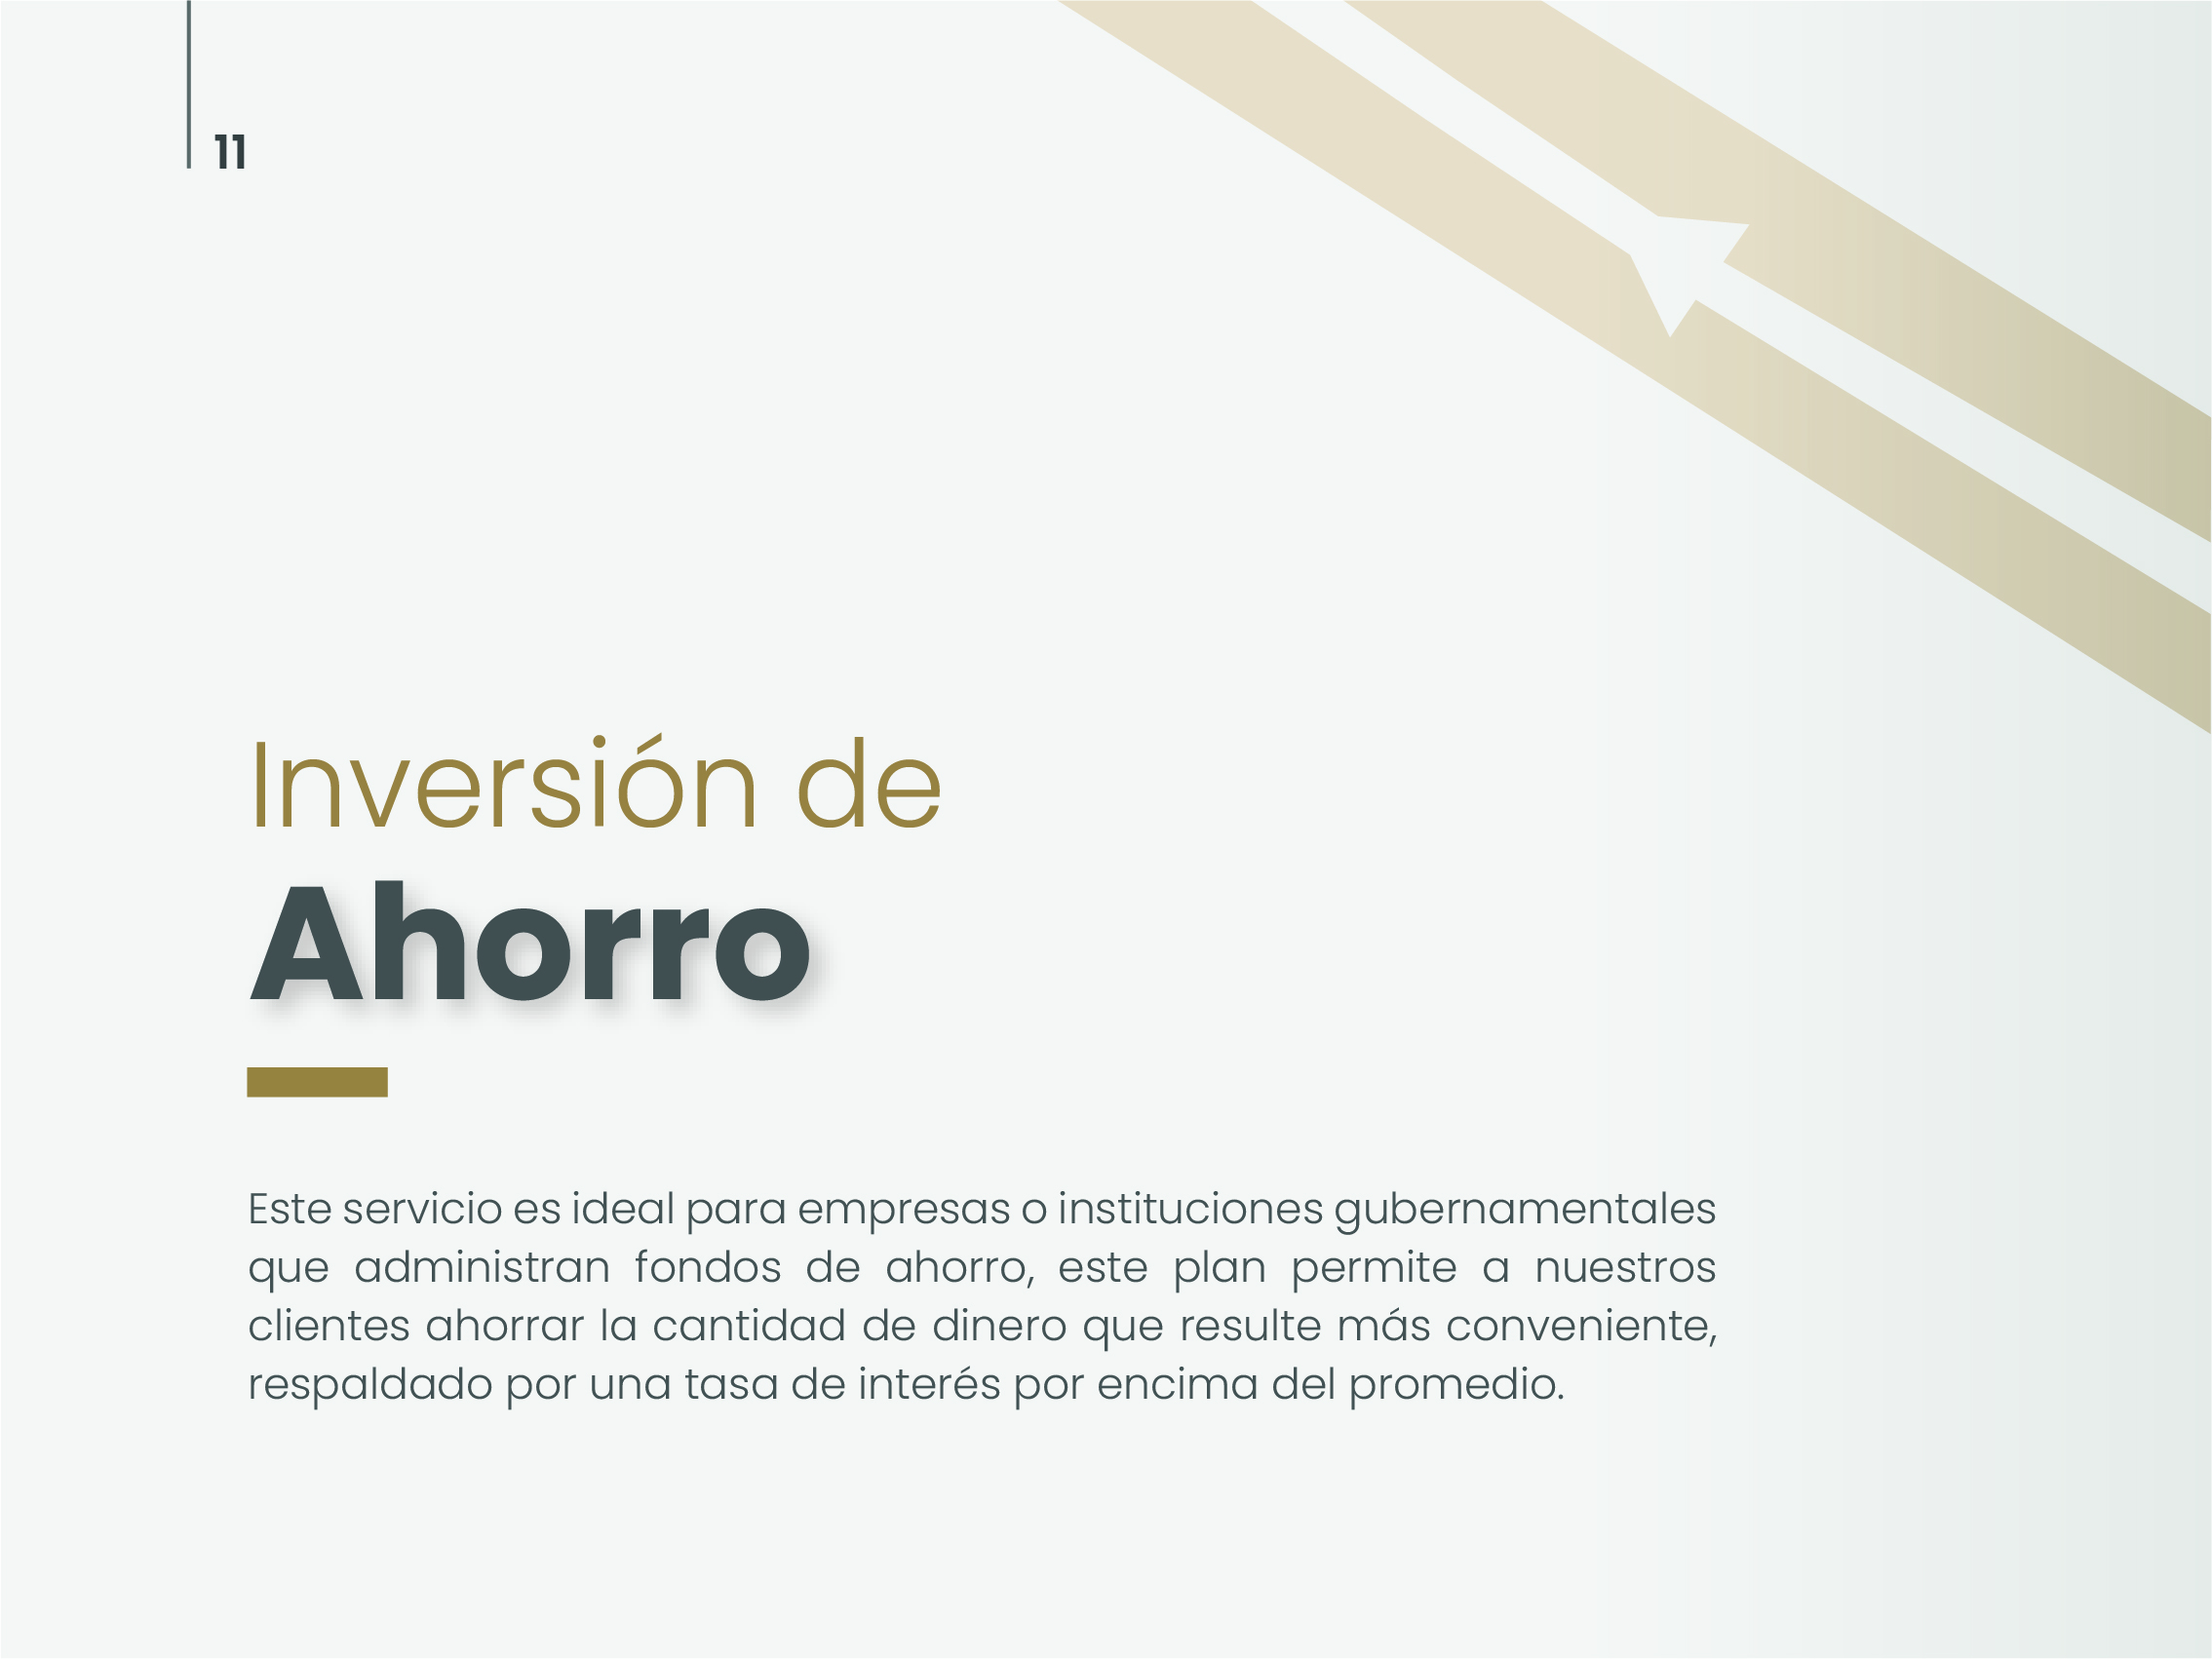 11
Inversión de
Ahorro
Este servicio es ideal para empresas o instituciones gubernamentales
que administran fondos de ahorro, este plan permite a nuestros
clientes ahorrar la cantidad de dinero que resulte más conveniente,
respaldado por una tasa de interés por encima del promedio.